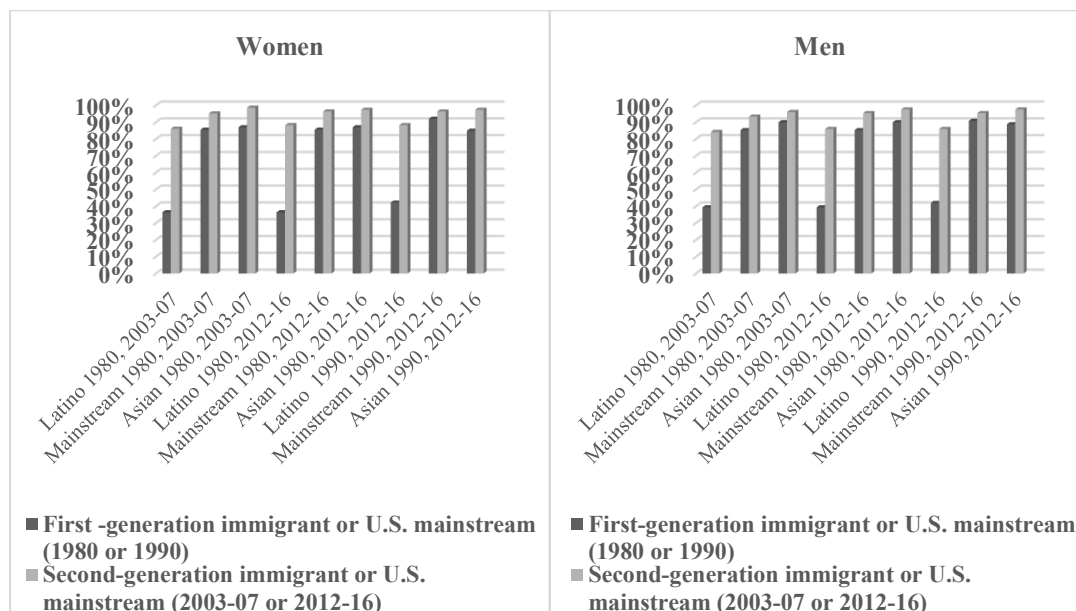 Women
100%
90%
80%
70%
60%
50%
40%
30%
20%
10%
0%
Latino 1980, 2003-07
Mainstream 1980, 2003-07
Asian 1980, 2003-07
Latino 1980, 2012-16
Mainstream 1980, 2012-16
Asian 1980, 2012-16
Latino 1990, 2012-16
Mainstream 1990, 2012-16
Asian 1990, 2012-16
First -generation immigrant or U.S. mainstream
(1980 or 1990)
Second-generation immigrant or U.S.
mainstream (2003-07 or 2012-16)
Men
100%
90%
80%
70%
60%
50%
40%
30%
20%
10%
0%
Latino 1980, 2003-07
Mainstream 1980, 2003-07
Asian 1980, 2003-07
Latino 1980, 2012-16
Mainstream 1980, 2012-16
Asian 1980, 2012-16
Latino 1990, 2012-16
Mainstream 1990, 2012-16
Asian 1990, 2012-16
First-generation immigrant or U.S. mainstream
(1980 or 1990)
Second-generation immigrant or U.S.
mainstream (2003-07 or 2012-16)